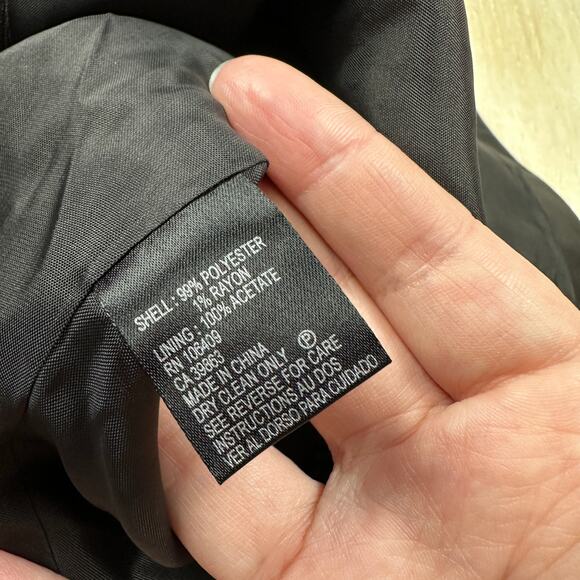 SHELL : 99% POLYESTER
1% RAYON
LINING : 100% ACETATE
RN 106409
CA 39863
MADE IN CHINA
DRY CLEAN ONLY
P
SEE REVERSE FOR CARE
INSTRUCTIONS AU DOS
VER AL DORSO PARA CUIDADO